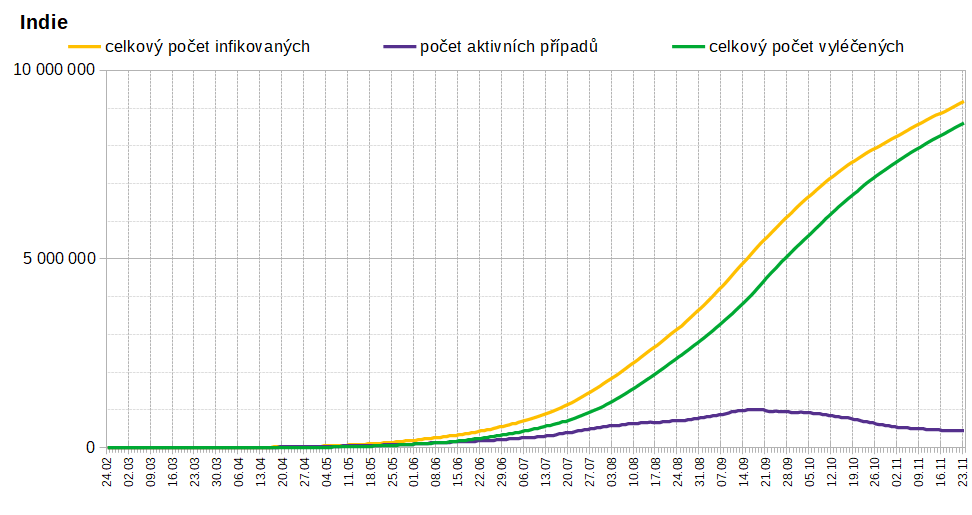 Indie
celkový počet infikovaných počet aktivních případů celkový počet vyléčených
10 000 000
5 000 000
0
24.02 02.03 09.03 16.03 23.03 30.03 06.04 13.04 20.04 27.04 04.05 11.05 18.05 25.05 01.06 08.06 15.06 22.06 29.06 06.07 13.07 20.07 27.07 03.08 10.08 17.08 24.08 31.08 07.09 14.09 21.09 28.09 05.10 12.10 19.10 26.10 02.11 09.11 16.11 23.11